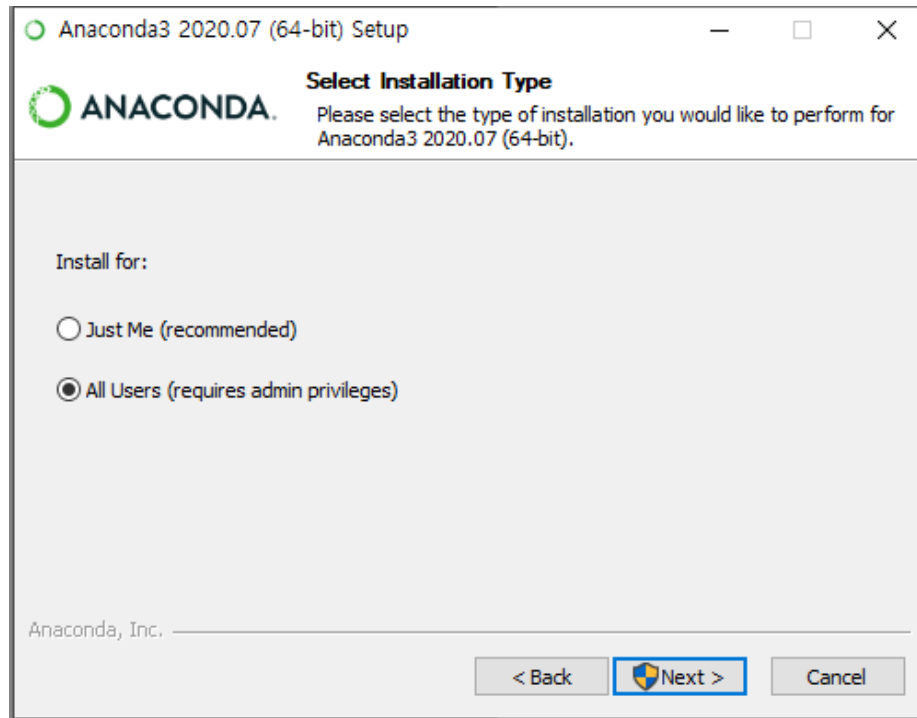 Anaconda3 2020.07 (64-bit) Setup
ANACONDA.
Select Installation Type
Please select the type of installation you would like to perform for
Anaconda3 2020.07 (64-bit).
Install for:
Just Me (recommended)
All Users (requires admin privileges)
Anaconda, Inc.
< Back Next > Cancel